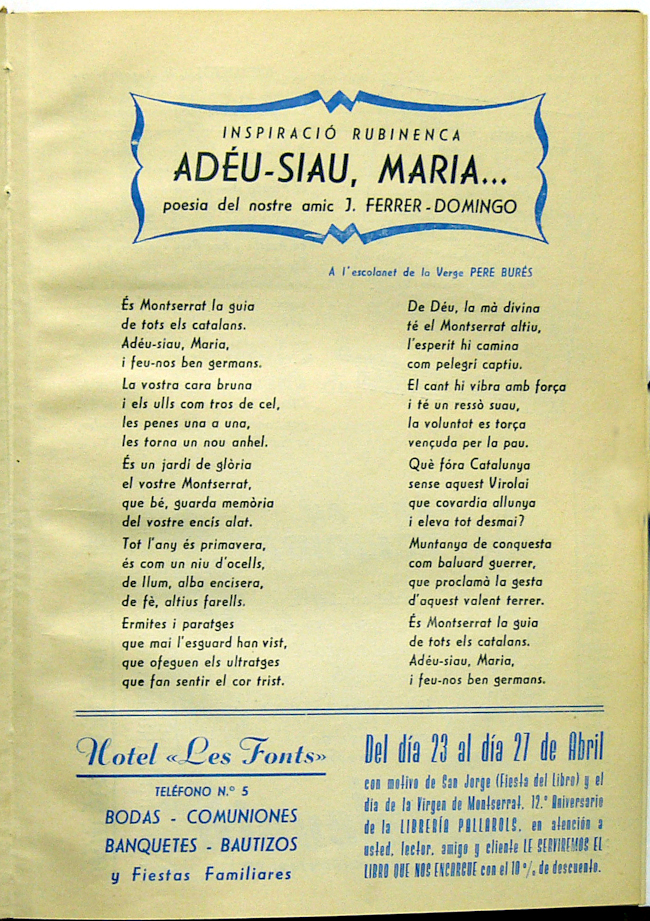 INSPIRACIÓ RUBINENCA
ADÉU-SIAU, MARIA...
poesia del nostre amic J. FERRER-DOMINGO
A l'escolanet de la Verge PERE BURÉS
És Montserrat la guia
de tots els catalans.
Adéu-siau, Maria,
i feu-nos ben germans.
La vostra cara bruna
i els ulls com tros de cel,
les penes una a una,
les torna un nou anhel.
És un jardí de glòria
el vostre Montserrat,
que bé, guarda memòria
del vostre encís alat.
Tot l'any és primavera,
és com un niu d'ocells,
de llum, alba encisera,
de fè, altius farells.
Ermites i paratges
que mai l'esguard han vist,
que ofeguen els ultratges
que fan sentir el cor trist.
De Déu, la mà divina
té el Montserrat altiu,
l'esperit hi camina
com pelegrí captiu.
El cant hi vibra amb força
i té un ressò suau,
la voluntat es torça
vençuda per la pau.
Què fóra Catalunya
sense aquest Virolai
que covardia allunya
i eleva tot desmai?
Muntanya de conquesta
com baluard guerrer,
que proclamà la gesta
d'aquest valent terrer.
És Montserrat la guia
de tots els catalans.
Adéu-siau, Maria,
i feu-nos ben germans.
Hotel «Les Fonts»
TELÉFONO N.º 5
BODAS - COMUNIONES
BANQUETES - BAUTIZOS
y Fiestas Familiares
Del día 23 al día 27 de Abril
con motivo de San Jorge (Fiesta del Libro) y el
día de la Virgen de Montserrat, 12.º Aniversario
de la LIBRERÍA PALLAROLS, en atención a
usted, lector, amigo y cliente LE SERVIREMOS EL
LIBRO QUE NOS ENCARGUE con el 10 % de descuento.